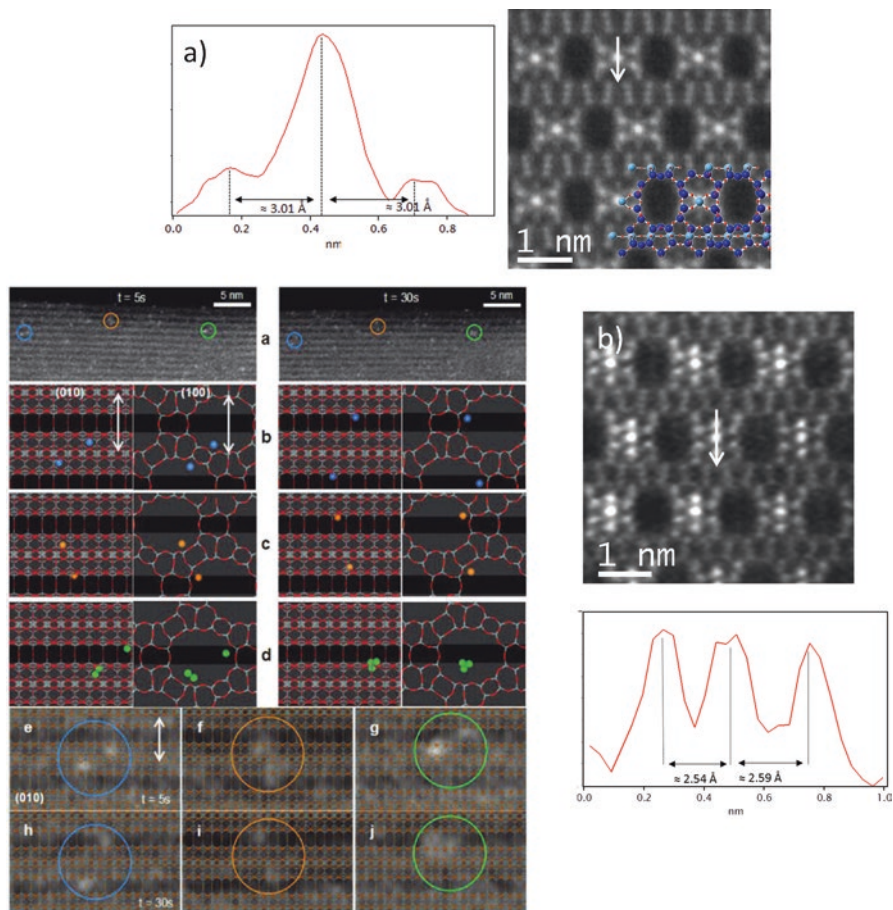 a)
≈ 3.01 Å
≈ 3.01 Å
0.0
0.2
0.4
0.6
0.8
nm
1 nm
t = 5s
5 nm
t = 30s
5 nm
a
(010)
(100)
b
c
d
e
f
g
(010)
t = 5s
h
i
j
t = 30s
b)
1 nm
≈ 2.54 Å
≈ 2.59 Å
0.0
0.2
0.4
0.6
0.8
1.0
nm